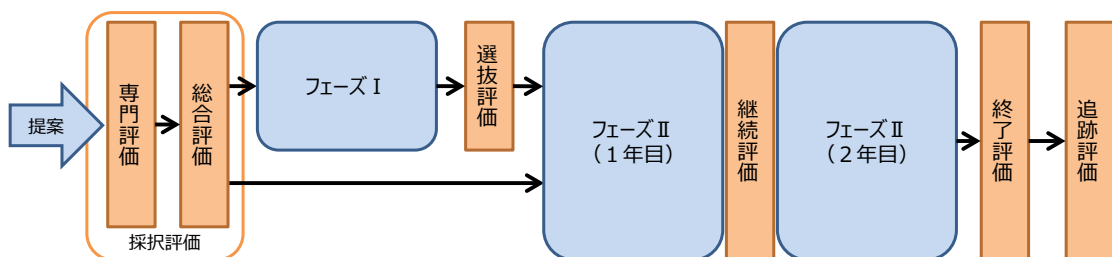 提案
専門評価
総合評価
採択評価
フェーズⅠ
選抜評価
フェーズⅡ
（１年目）
継続評価
フェーズⅡ
（２年目）
終了評価
追跡評価